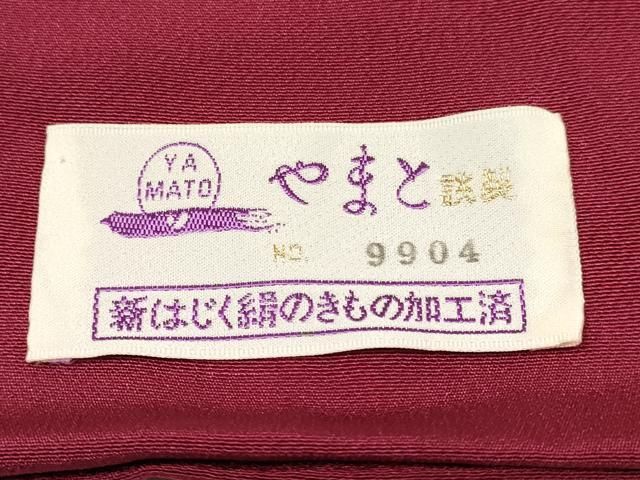 YA
MATO
やまと謹製
NO. 9904
新はじく絹のきもの加工済